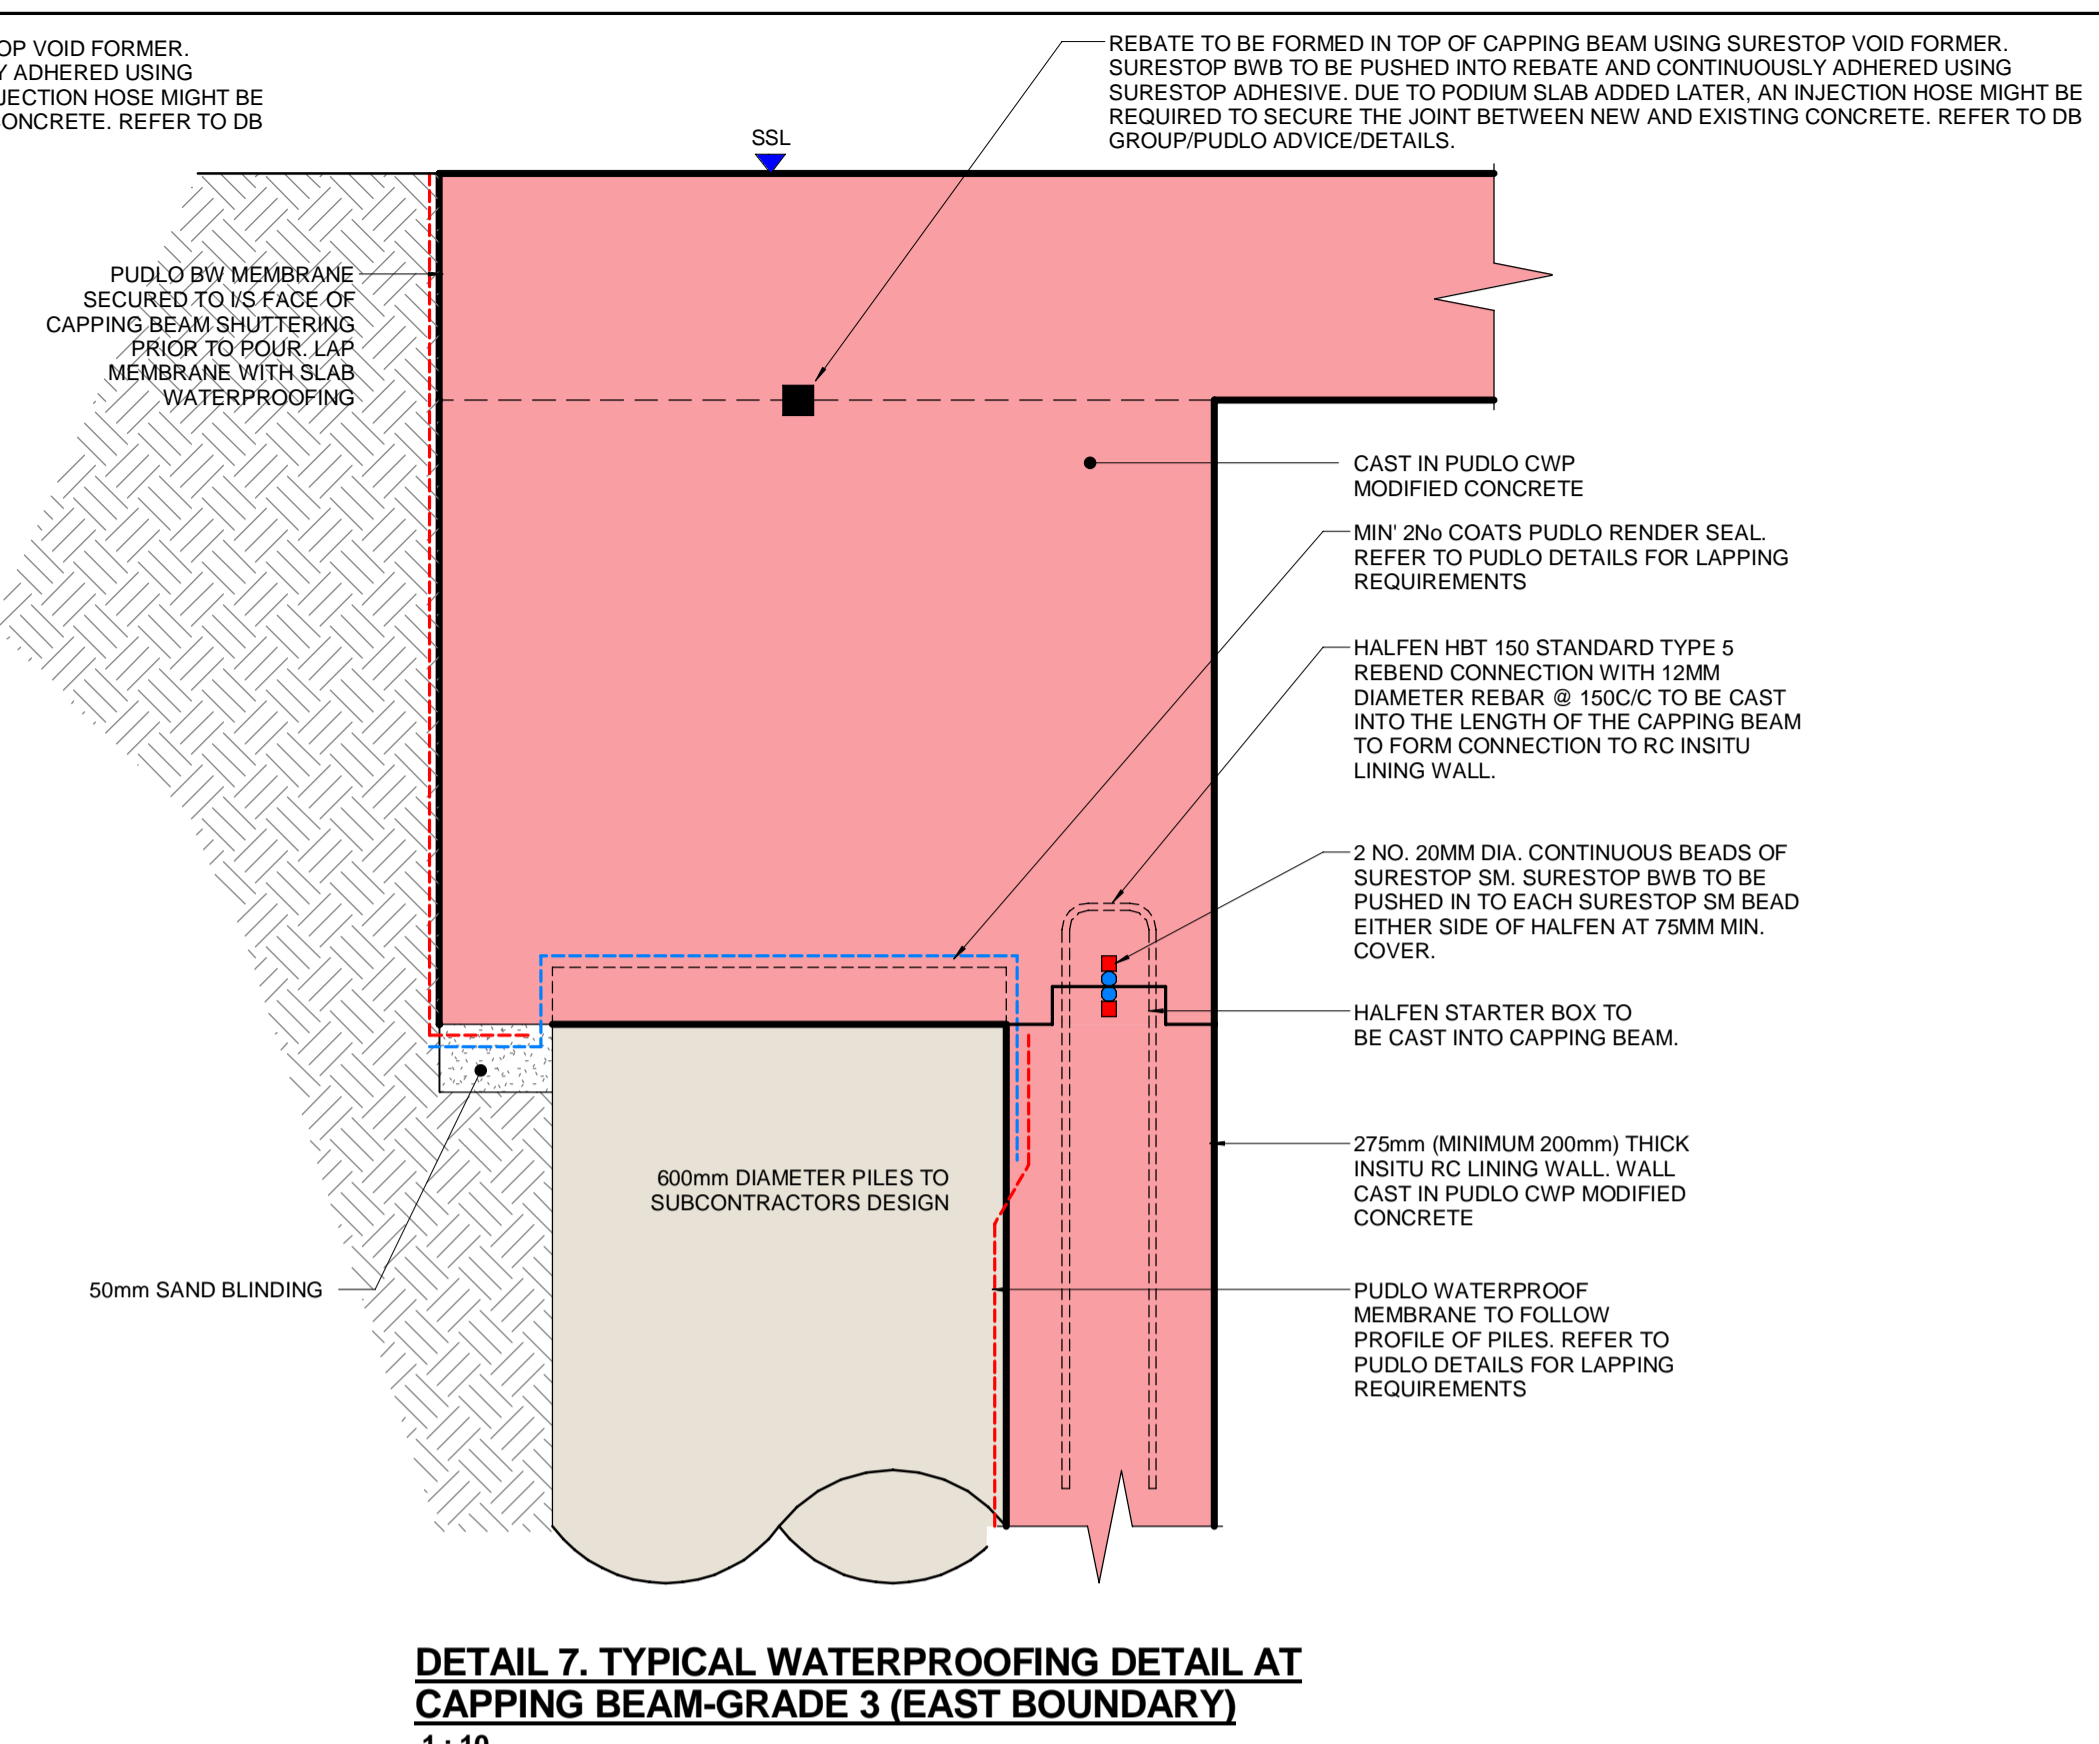 OP VOID FORMER.
Y ADHERED USING
JECTION HOSE MIGHT BE
ONCRETE. REFER TO DB
REBATE TO BE FORMED IN TOP OF CAPPING BEAM USING SURESTOP VOID FORMER.
SURESTOP BWB TO BE PUSHED INTO REBATE AND CONTINUOUSLY ADHERED USING
SURESTOP ADHESIVE. DUE TO PODIUM SLAB ADDED LATER, AN INJECTION HOSE MIGHT BE
REQUIRED TO SECURE THE JOINT BETWEEN NEW AND EXISTING CONCRETE. REFER TO DB
GROUP/PUDLO ADVICE/DETAILS.
SSL
PUDLO BW MEMBRANE
SECURED TO I/S FACE OF
CAPPING BEAM SHUTTERING
PRIOR TO POUR. LAP
MEMBRANE WITH SLAB
WATERPROOFING
CAST IN PUDLO CWP
MODIFIED CONCRETE
MIN' 2No COATS PUDLO RENDER SEAL.
REFER TO PUDLO DETAILS FOR LAPPING
REQUIREMENTS
HALFEN HBT 150 STANDARD TYPE 5
REBEND CONNECTION WITH 12MM
DIAMETER REBAR @ 150C/C TO BE CAST
INTO THE LENGTH OF THE CAPPING BEAM
TO FORM CONNECTION TO RC INSITU
LINING WALL.
2 NO. 20MM DIA. CONTINUOUS BEADS OF
SURESTOP SM. SURESTOP BWB TO BE
PUSHED IN TO EACH SURESTOP SM BEAD
EITHER SIDE OF HALFEN AT 75MM MIN.
COVER.
HALFEN STARTER BOX TO
BE CAST INTO CAPPING BEAM.
275mm (MINIMUM 200mm) THICK
INSITU RC LINING WALL. WALL
CAST IN PUDLO CWP MODIFIED
CONCRETE
600mm DIAMETER PILES TO
SUBCONTRACTORS DESIGN
50mm SAND BLINDING
PUDLO WATERPROOF
MEMBRANE TO FOLLOW
PROFILE OF PILES. REFER TO
PUDLO DETAILS FOR LAPPING
REQUIREMENTS
DETAIL 7. TYPICAL WATERPROOFING DETAIL AT
CAPPING BEAM-GRADE 3 (EAST BOUNDARY)
1 : 10